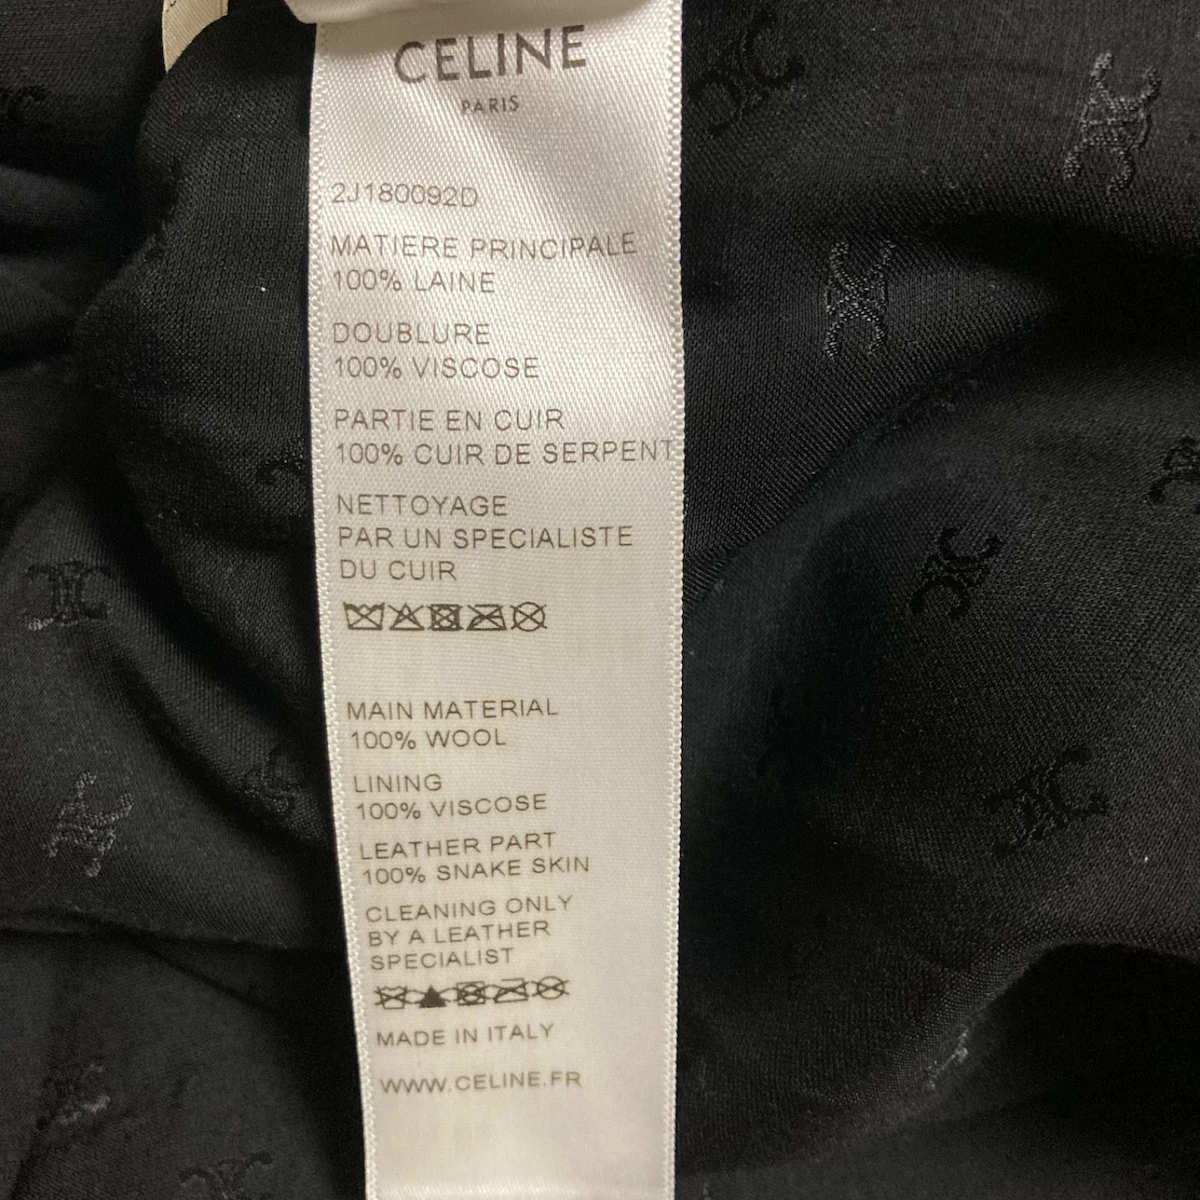 CELINE
PARIS
2J180092D
MATIERE PRINCIPALE
100% LAINE
DOUBLURE
100% VISCOSE
PARTIE EN CUIR
100% CUIR DE SERPENT
NETTOYAGE
PAR UN SPECIALISTE
DU CUIR
MAIN MATERIAL
100% WOOL
LINING
100% VISCOSE
LEATHER PART
100% SNAKE SKIN
CLEANING ONLY
BY A LEATHER
SPECIALIST
MADE IN ITALY
WWW.CELINE.FR